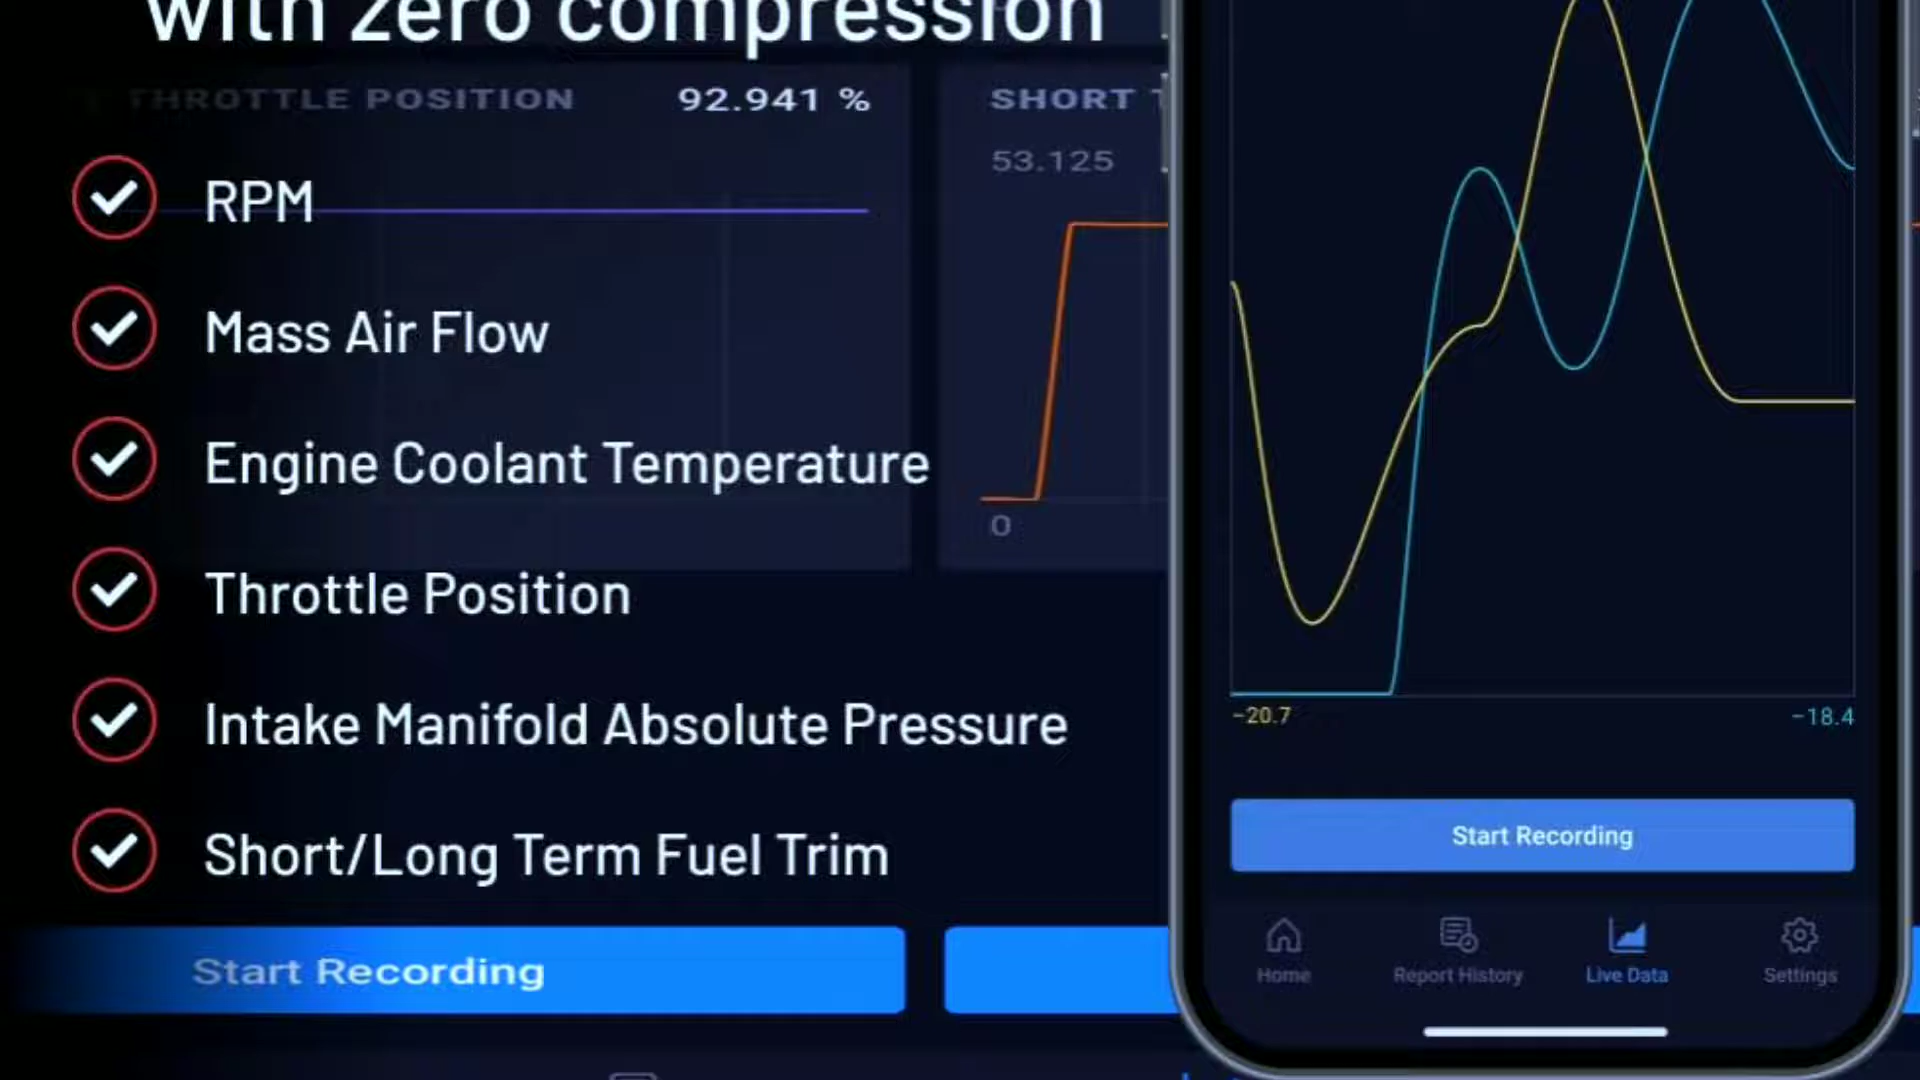 with zero compression
THROTTLE POSITION 92.941 %
SHORT
53.125
RPM
Mass Air Flow
Engine Coolant Temperature
0
Throttle Position
Intake Manifold Absolute Pressure
Short/Long Term Fuel Trim
Start Recording
-20.7 -18.4
Start Recording
Home Report History Live Data Settings